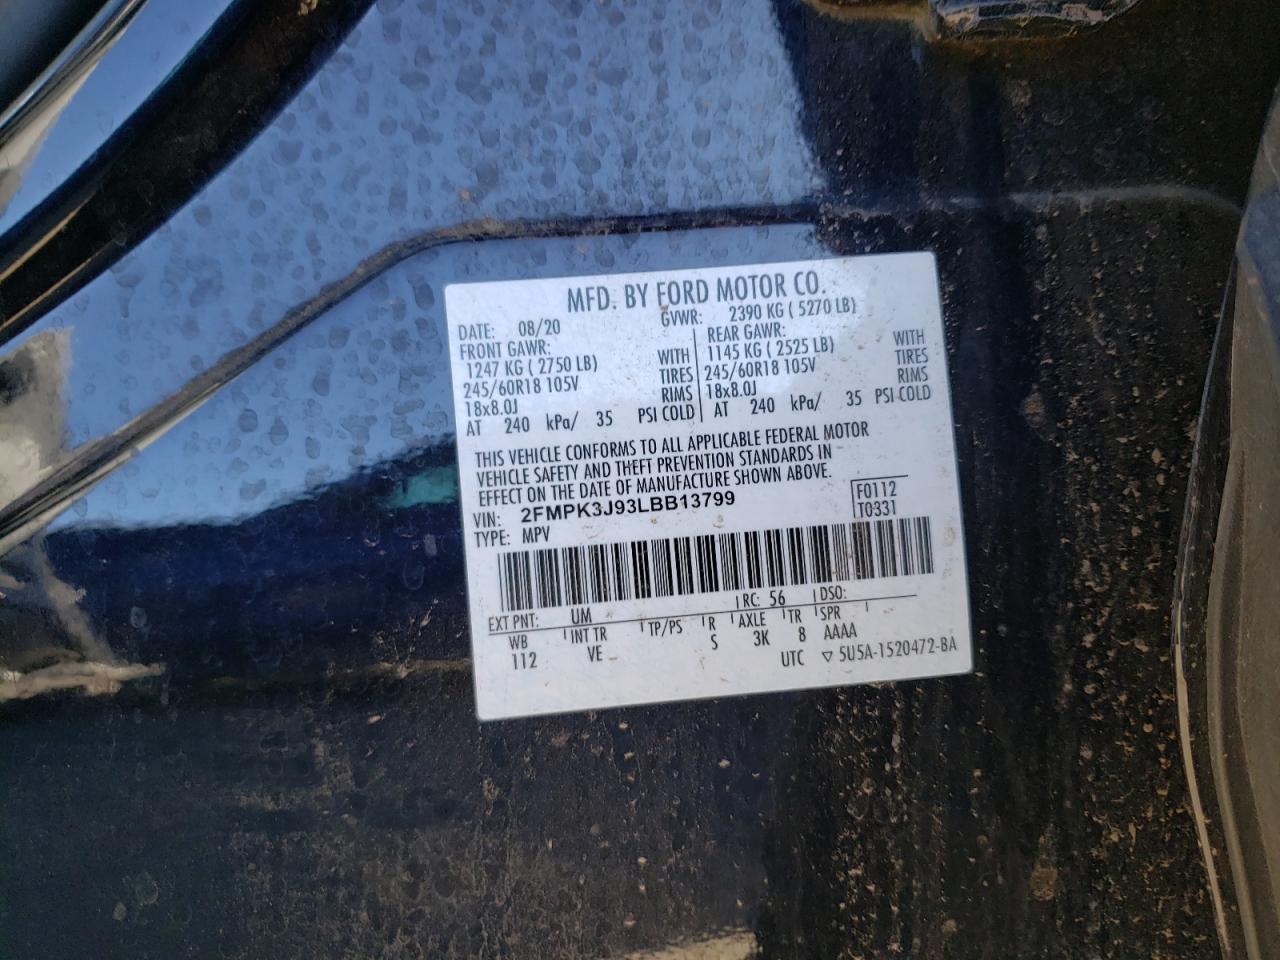 MFD. BY FORD MOTOR CO.
DATE: 08/20 GVWR: 2390 KG ( 5270 LB)
FRONT GAWR: REAR GAWR:
1247 KG ( 2750 LB) WITH 1145 KG ( 2525 LB) WITH
245/60R18 105V TIRES 245/60R18 105V TIRES
18x8.0J RIMS 18x8.0J RIMS
AT 240 kPa/ 35 PSI COLD AT 240 kPa/ 35 PSI COLD
THIS VEHICLE CONFORMS TO ALL APPLICABLE FEDERAL MOTOR
VEHICLE SAFETY AND THEFT PREVENTION STANDARDS IN
EFFECT ON THE DATE OF MANUFACTURE SHOWN ABOVE.
VIN: 2FMPK3J93LBB13799 F0112
TYPE: MPV T0331
EXT PNT: UM RC: 56 DSO:
WB INT TR TP/PS R AXLE TR SPR
112 VE S 3K 8 AAAA
UTC ▽ 5U5A-1520472-BA